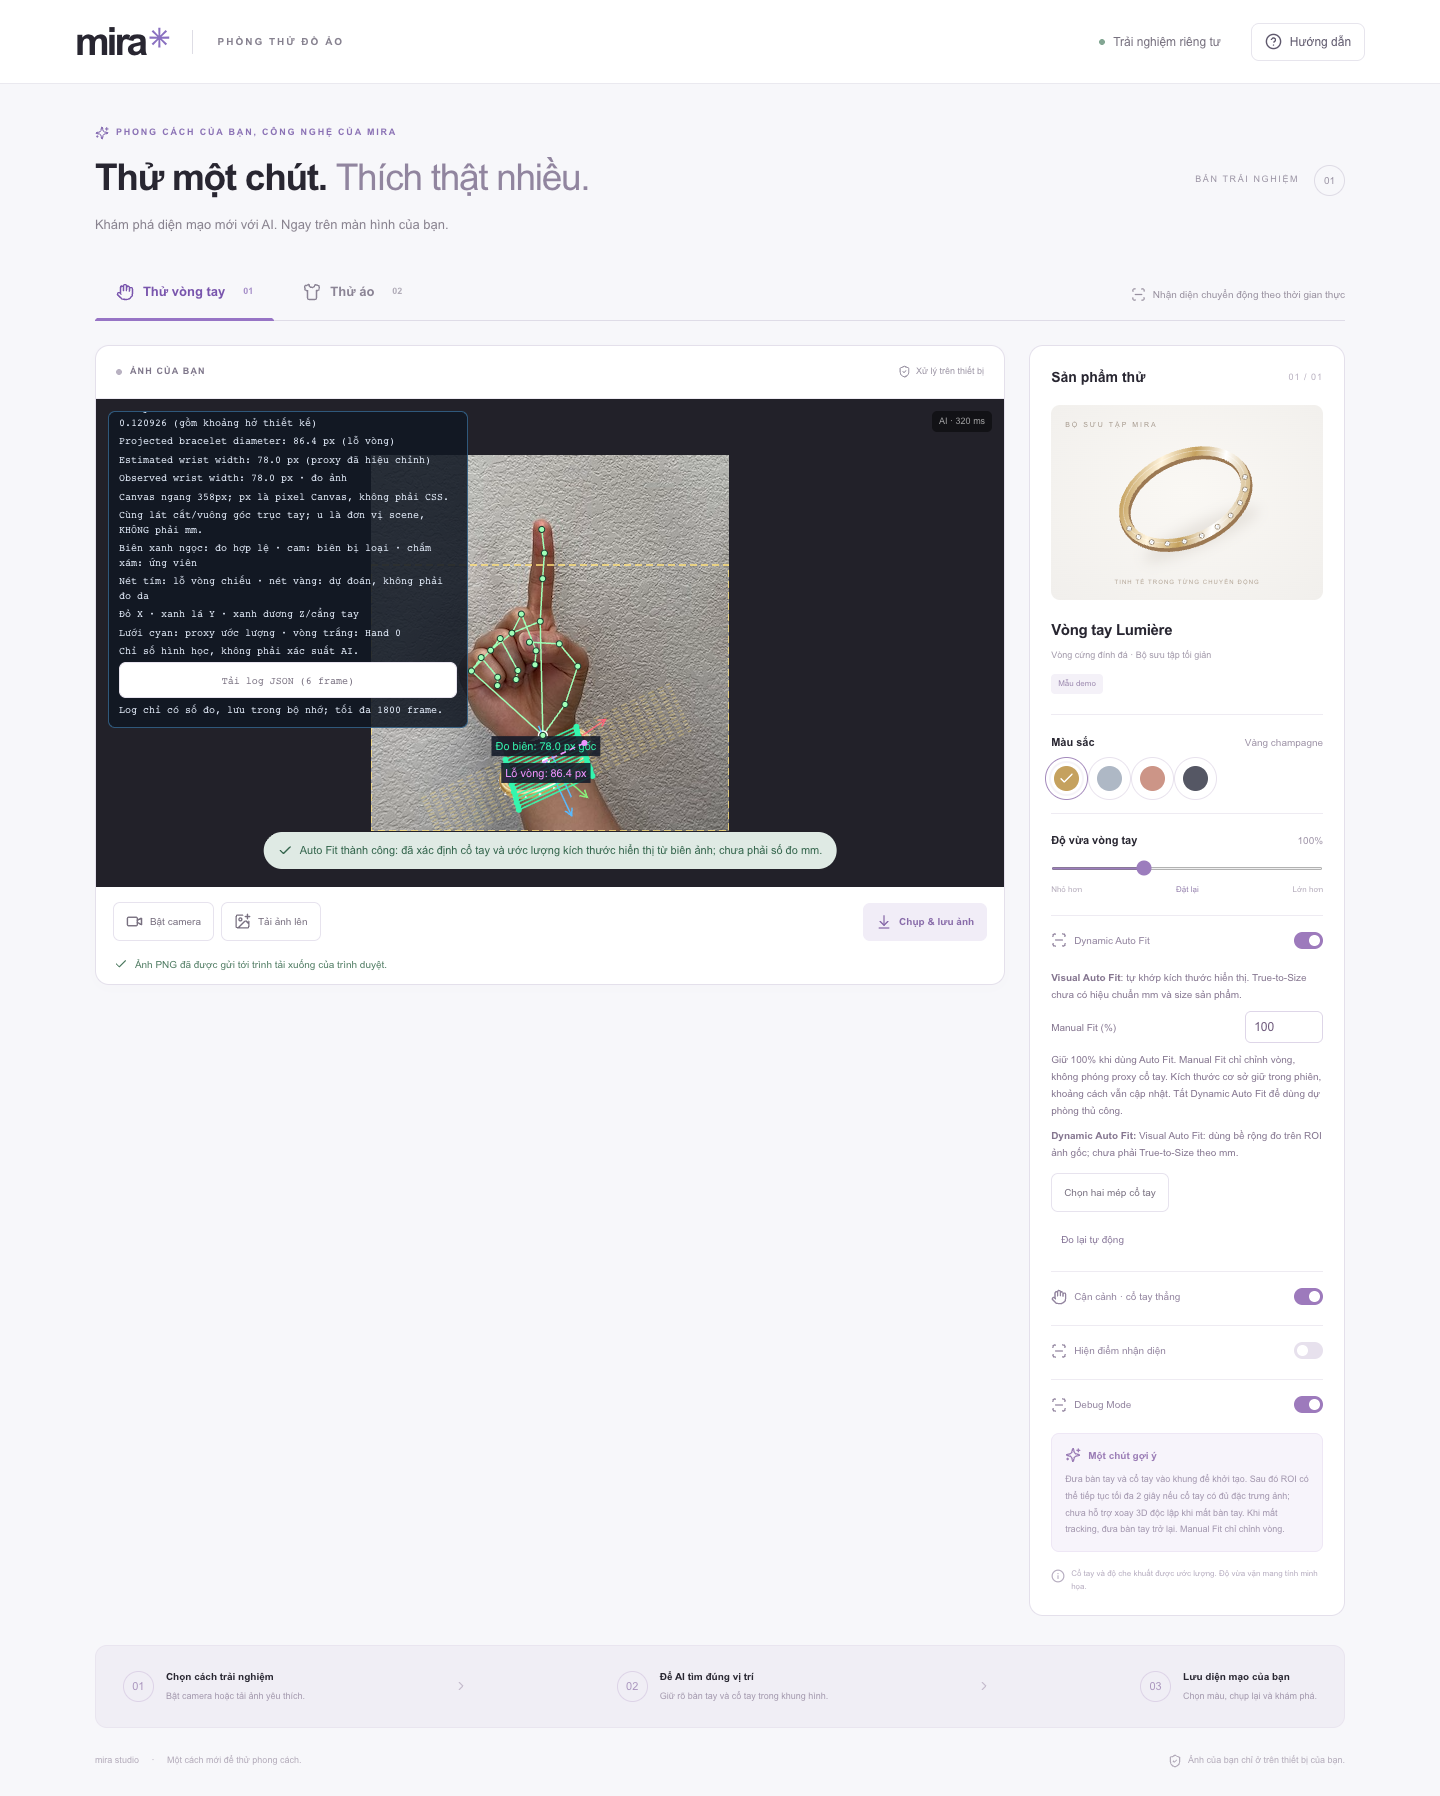 mira
PHÒNG THỬ ĐỒ ẢO
Trải nghiệm riêng tư
Hướng dẫn
PHONG CÁCH CỦA BẠN, CÔNG NGHỆ CỦA MIRA
Thử một chút. Thích thật nhiều.
BẢN TRẢI NGHIỆM 01
Khám phá diện mạo mới với AI. Ngay trên màn hình của bạn.
Thử vòng tay 01
Thử áo 02
Nhận diện chuyển động theo thời gian thực
ẢNH CỦA BẠN
Xử lý trên thiết bị
AI · 320 ms
0.120926 (gồm khoảng hở thiết kế)
Projected bracelet diameter: 86.4 px (lỗ vòng)
Estimated wrist width: 78.0 px (proxy đã hiệu chỉnh)
Observed wrist width: 78.0 px · đo ảnh
Canvas ngang 358px; px là pixel Canvas, không phải CSS.
Cùng lát cắt/vuông góc trục tay; u là đơn vị scene,
KHÔNG phải mm.
Biên xanh ngọc: đo hợp lệ · cam: biên bị loại · chấm
xám: ứng viên
Nét tím: lỗ vòng chiếu · nét vàng: dự đoán, không phải
đo da
Đỏ X · xanh lá Y · xanh dương Z/cẳng tay
Lưới cyan: proxy ước lượng · vòng trắng: Hand 0
Chỉ số hình học, không phải xác suất AI.
Tải log JSON (6 frame)
Log chỉ có số đo, lưu trong bộ nhớ; tối đa 1800 frame.
Đo biên: 78.0 px gốc
Lỗ vòng: 86.4 px
Auto Fit thành công: đã xác định cổ tay và ước lượng kích thước hiển thị từ biên ảnh; chưa phải số đo mm.
Bật camera
Tải ảnh lên
Chụp & lưu ảnh
Ảnh PNG đã được gửi tới trình tải xuống của trình duyệt.
Sản phẩm thử
01 / 01
BỘ SƯU TẬP MIRA
TINH TẾ TRONG TỪNG CHUYỂN ĐỘNG
Vòng tay Lumière
Vòng cứng đính đá · Bộ sưu tập tối giản
Mẫu demo
Màu sắc
Vàng champagne
Độ vừa vòng tay
100%
Nhỏ hơn
Đặt lại
Lớn hơn
Dynamic Auto Fit
Visual Auto Fit: tự khớp kích thước hiển thị. True-to-Size
chưa có hiệu chuẩn mm và size sản phẩm.
Manual Fit (%)
100
Giữ 100% khi dùng Auto Fit. Manual Fit chỉ chỉnh vòng,
không phóng proxy cổ tay. Kích thước cơ sở giữ trong phiên,
khoảng cách vẫn cập nhật. Tắt Dynamic Auto Fit để dùng dự
phòng thủ công.
Dynamic Auto Fit: Visual Auto Fit: dùng bề rộng đo trên ROI
ảnh gốc; chưa phải True-to-Size theo mm.
Chọn hai mép cổ tay
Đo lại tự động
Cận cảnh · cổ tay thẳng
Hiện điểm nhận diện
Debug Mode
Một chút gợi ý
Đưa bàn tay và cổ tay vào khung để khởi tạo. Sau đó ROI có
thể tiếp tục tối đa 2 giây nếu cổ tay có đủ đặc trưng ảnh;
chưa hỗ trợ xoay 3D độc lập khi mất bàn tay. Khi mất
tracking, đưa bàn tay trở lại. Manual Fit chỉ chỉnh vòng.
Cổ tay và độ che khuất được ước lượng. Độ vừa vặn mang tính minh
họa.
01
Chọn cách trải nghiệm
Bật camera hoặc tải ảnh yêu thích.
02
Để AI tìm đúng vị trí
Giữ rõ bàn tay và cổ tay trong khung hình.
03
Lưu diện mạo của bạn
Chọn màu, chụp lại và khám phá.
mira studio · Một cách mới để thử phong cách.
Ảnh của bạn chỉ ở trên thiết bị của bạn.